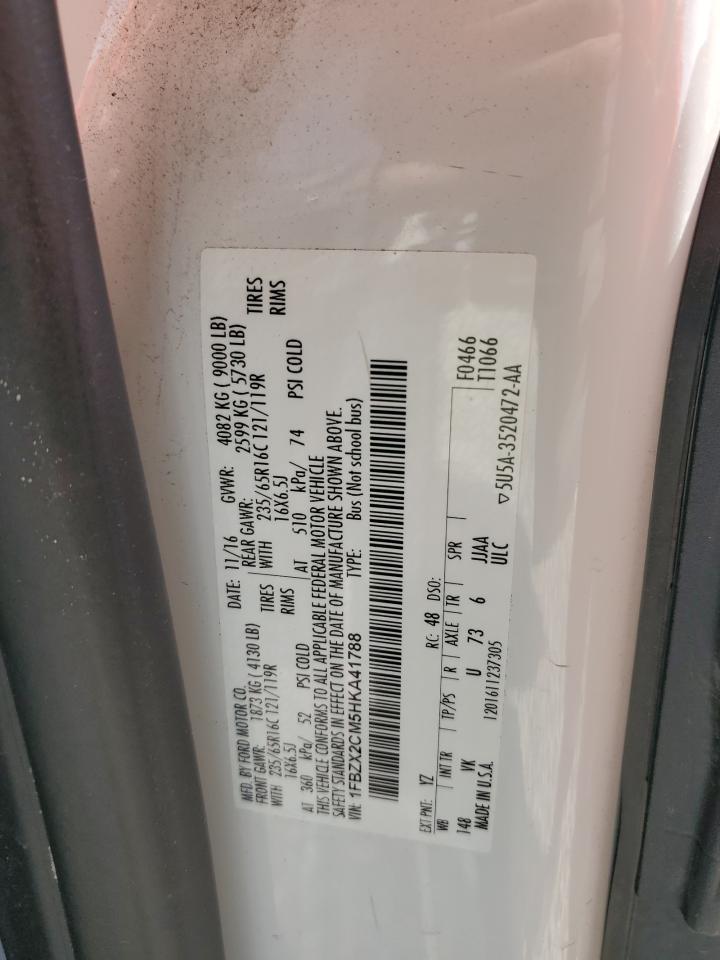 MFD. BY FORD MOTOR CO. DATE: 11/16 GVWR: 4082 KG ( 9000 LB)
FRONT GAWR: 1873 KG ( 4130 LB) REAR GAWR: 2599 KG ( 5730 LB)
WITH 235/65R16C 121/119R TIRES WITH 235/65R16C 121/119R TIRES
16X6.5J RIMS 16X6.5J RIMS
AT 360 kPa/ 52 PSI COLD AT 510 kPa/ 74 PSI COLD
THIS VEHICLE CONFORMS TO ALL APPLICABLE FEDERAL MOTOR VEHICLE
SAFETY STANDARDS IN EFFECT ON THE DATE OF MANUFACTURE SHOWN ABOVE.
VIN: 1FBZX2CM5HKA41788 TYPE: Bus (Not school bus)
EXT PNT: YZ RC: 48 DSO:
WB INT TR TP/PS R AXLE TR SPR F0466
148 VK U 73 6 JJAA T1066
MADE IN U.S.A. 1201611237305 ULC
▽5U5A-3520472-AA